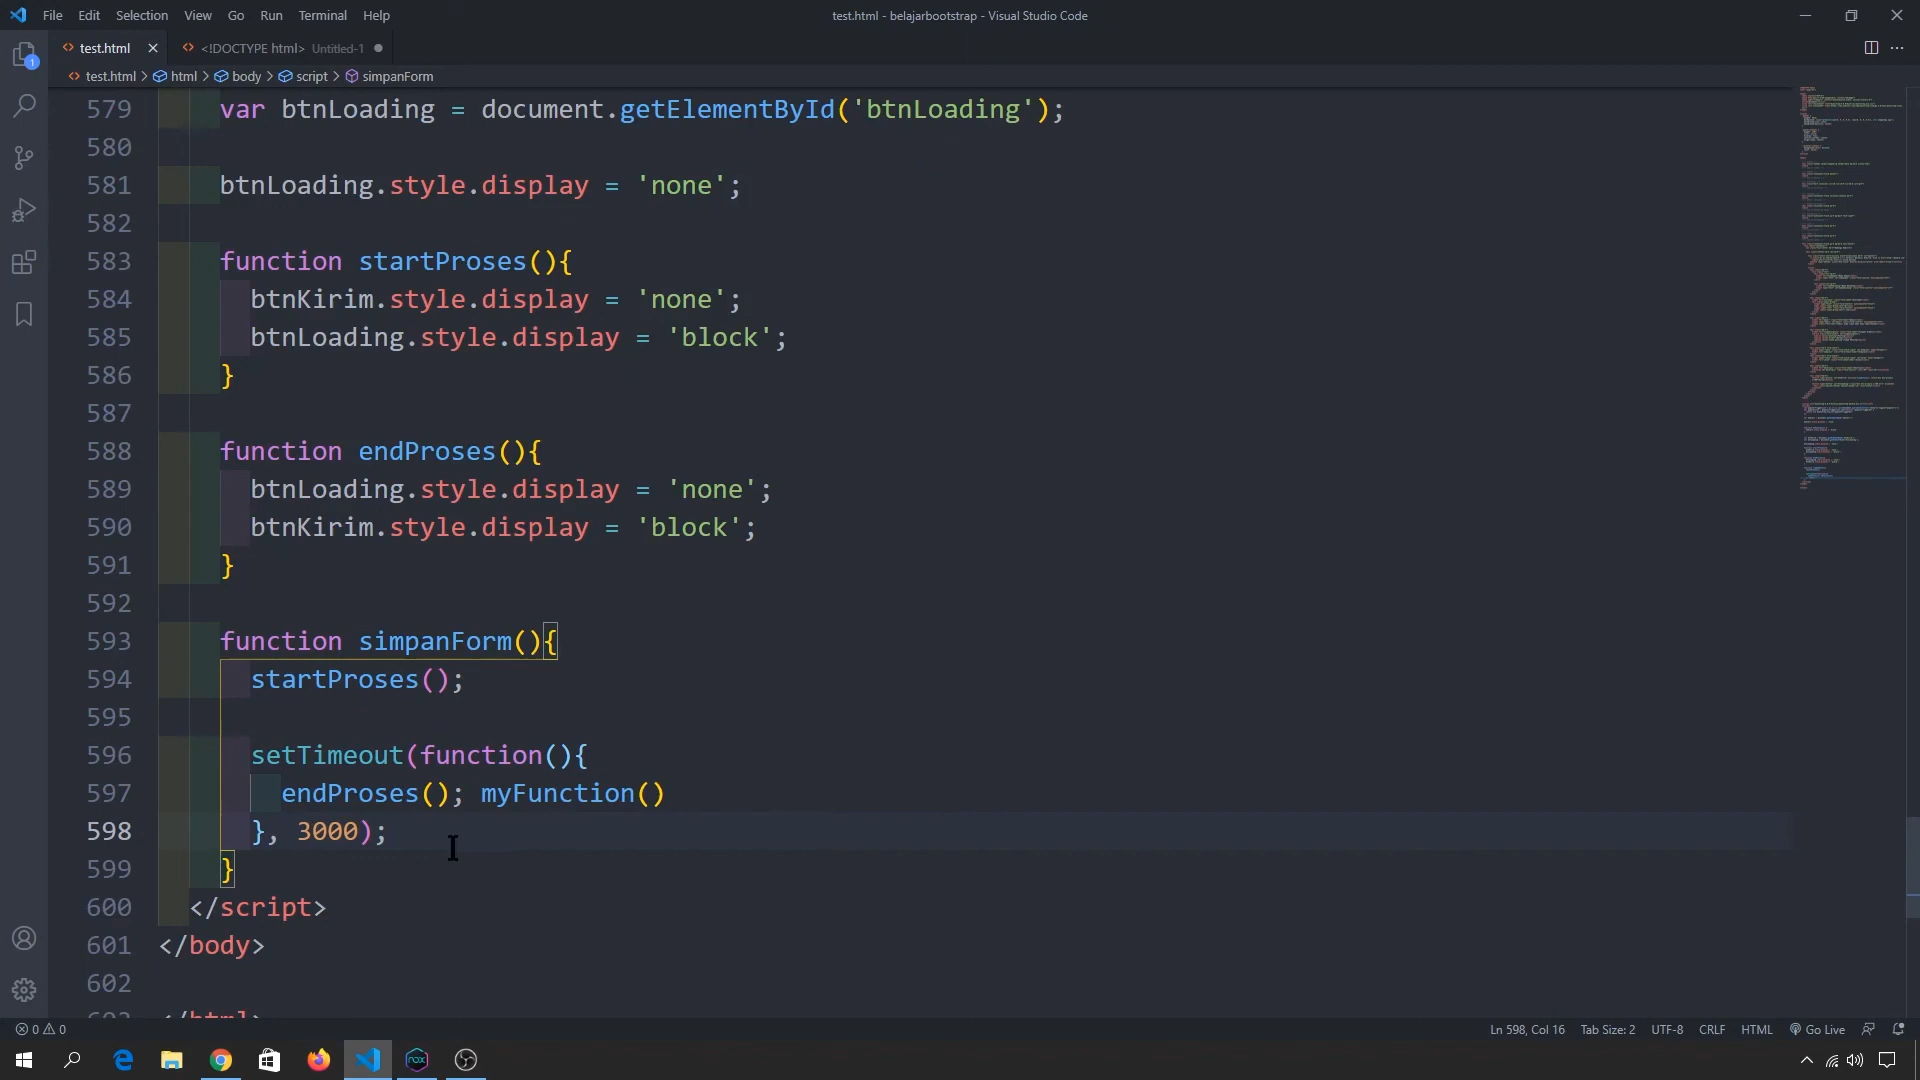 File Edit Selection View Go Run Terminal Help
test.html - belajarbootstrap - Visual Studio Code
test.html
<!DOCTYPE html> Untitled-1
test.html > html > body > script > simpanForm
579 var btnLoading = document.getElementById('btnLoading');
580
581 btnLoading.style.display = 'none';
582
583 function startProses(){
584 btnKirim.style.display = 'none';
585 btnLoading.style.display = 'block';
586 }
587
588 function endProses(){
589 btnLoading.style.display = 'none';
590 btnKirim.style.display = 'block';
591 }
592
593 function simpanForm(){
594 startProses();
595
596 setTimeout(function(){
597 endProses(); myFunction()
598 }, 3000);
599 }
600 </script>
601 </body>
602
603 </html>
0 0
Ln 598, Col 16 Tab Size: 2 UTF-8 CRLF HTML Go Live